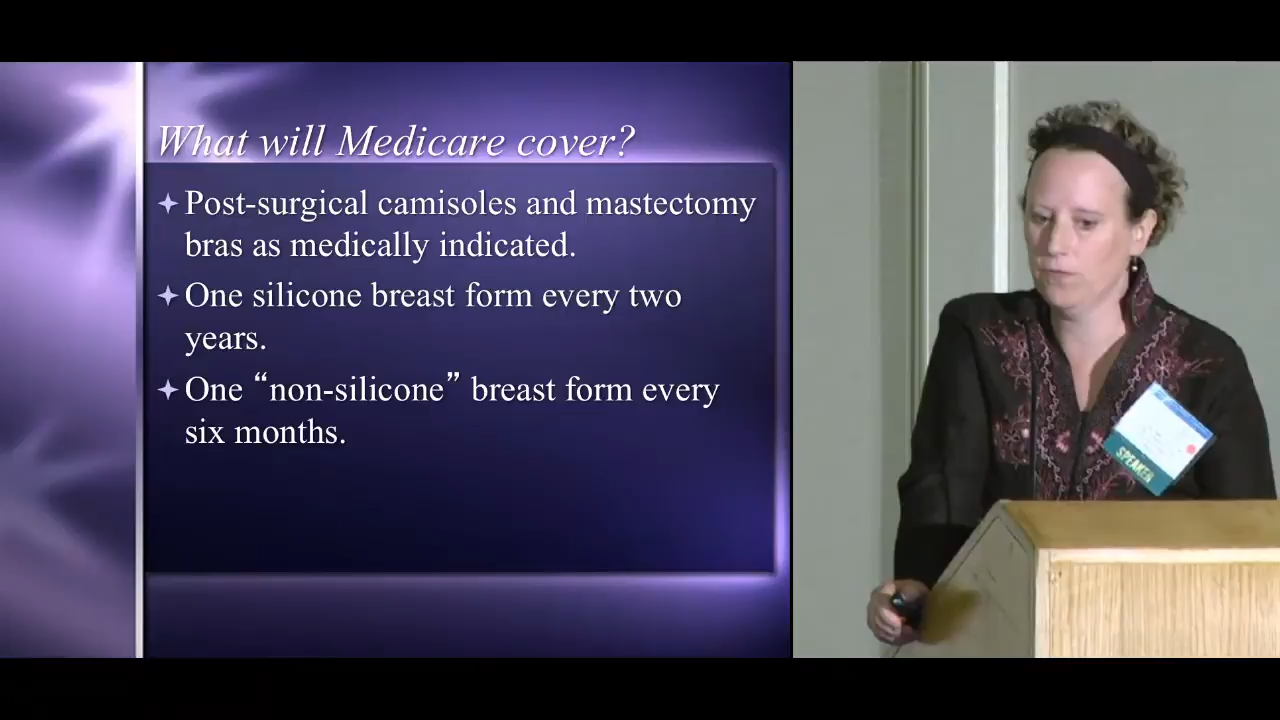 What will Medicare cover?
Post-surgical camisoles and mastectomy
bras as medically indicated.
One silicone breast form every two
years.
One “non-silicone” breast form every
six months.
SPEAKER